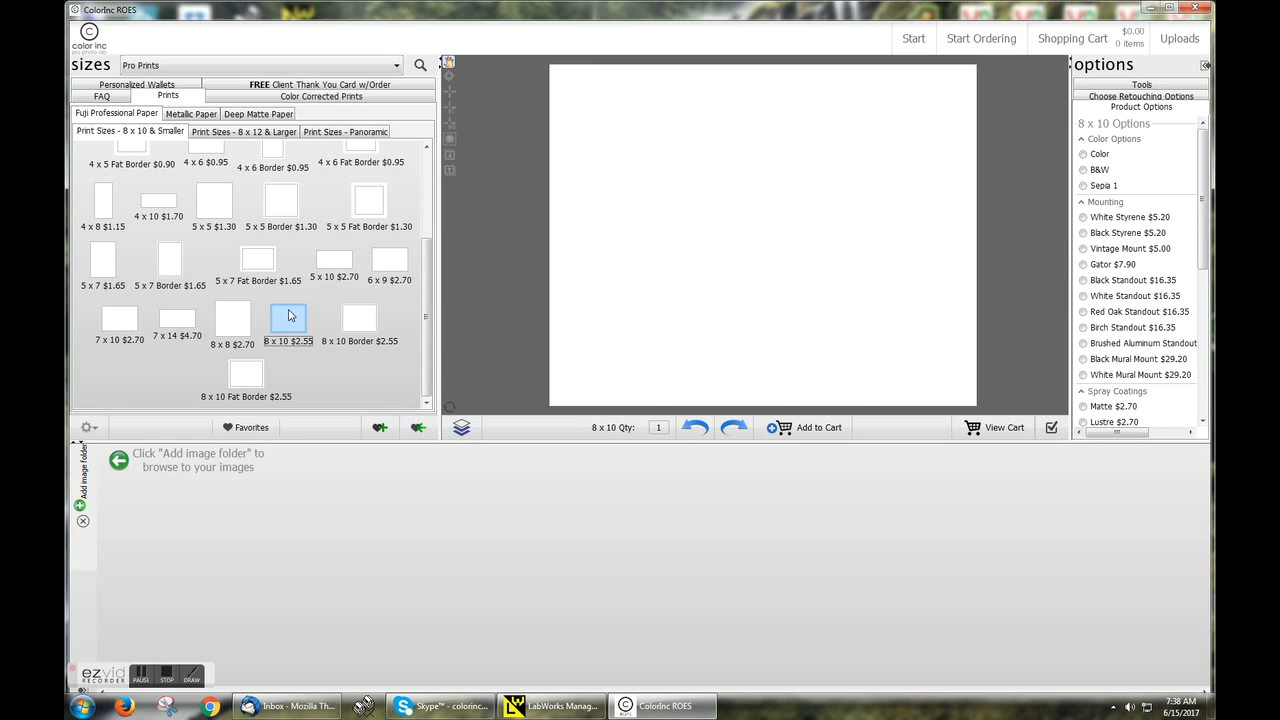 ColorInc ROES
color inc
pro photo lab
Start
Start Ordering
Shopping Cart
$0.00
0 items
Uploads
sizes
Pro Prints
options
Personalized Wallets
FREE Client Thank You Card w/Order
FAQ
Prints
Color Corrected Prints
Fuji Professional Paper
Metallic Paper
Deep Matte Paper
Print Sizes - 8 x 10 & Smaller
Print Sizes - 8 x 12 & Larger
Print Sizes - Panoramic
4 x 5 Fat Border $0.90
4 x 6 $0.95
4 x 6 Border $0.95
4 x 6 Fat Border $0.95
4 x 8 $1.15
4 x 10 $1.70
5 x 5 $1.30
5 x 5 Border $1.30
5 x 5 Fat Border $1.30
5 x 7 $1.65
5 x 7 Border $1.65
5 x 7 Fat Border $1.65
5 x 10 $2.70
6 x 9 $2.70
7 x 10 $2.70
7 x 14 $4.70
8 x 8 $2.70
8 x 10 $2.55
8 x 10 Border $2.55
8 x 10 Fat Border $2.55
Favorites
8 x 10 Qty:
1
Add to Cart
View Cart
Tools
Choose Retouching Options
Product Options
8 x 10 Options
Color Options
Color
B&W
Sepia 1
Mounting
White Styrene $5.20
Black Styrene $5.20
Vintage Mount $5.00
Gator $7.90
Black Standout $16.35
White Standout $16.35
Red Oak Standout $16.35
Birch Standout $16.35
Brushed Aluminum Standout
Black Mural Mount $29.20
White Mural Mount $29.20
Spray Coatings
Matte $2.70
Lustre $2.70
Add image folder
Click "Add Image folder" to
browse to your images
ezvid
RECORDER
PAUSE
STOP
DRAW
Inbox - Mozilla Th...
Skype™ - colorinc...
LabWorks Manag...
ColorInc ROES
7:38 AM
6/15/2017